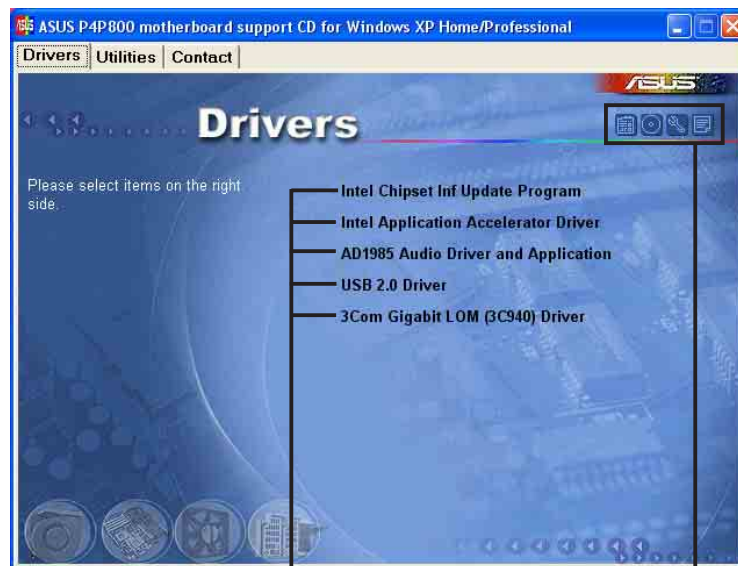 ASUS P4P800 motherboard support CD for Windows XP Home/Professional
Drivers Utilities Contact
ASUS
Drivers
Please select items on the right
side.
Intel Chipset Inf Update Program
Intel Application Accelerator Driver
AD1985 Audio Driver and Application
USB 2.0 Driver
3Com Gigabit LOM (3C940) Driver